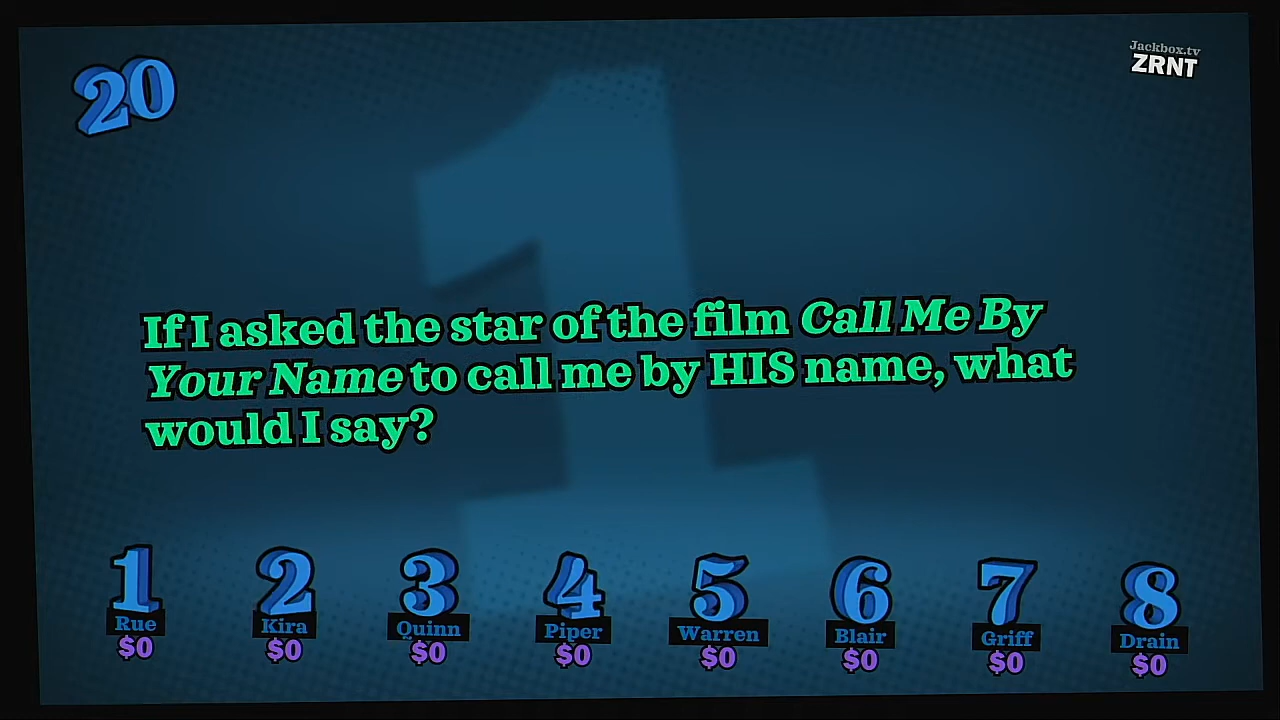 20
Jackbox.tv
ZRNT
If I asked the star of the film Call Me By
Your Name to call me by HIS name, what
would I say?
1 2 3 4 5 6 7 8
Rue Kira Quinn Piper Warren Blair Griff Drain
$0 $0 $0 $0 $0 $0 $0 $0